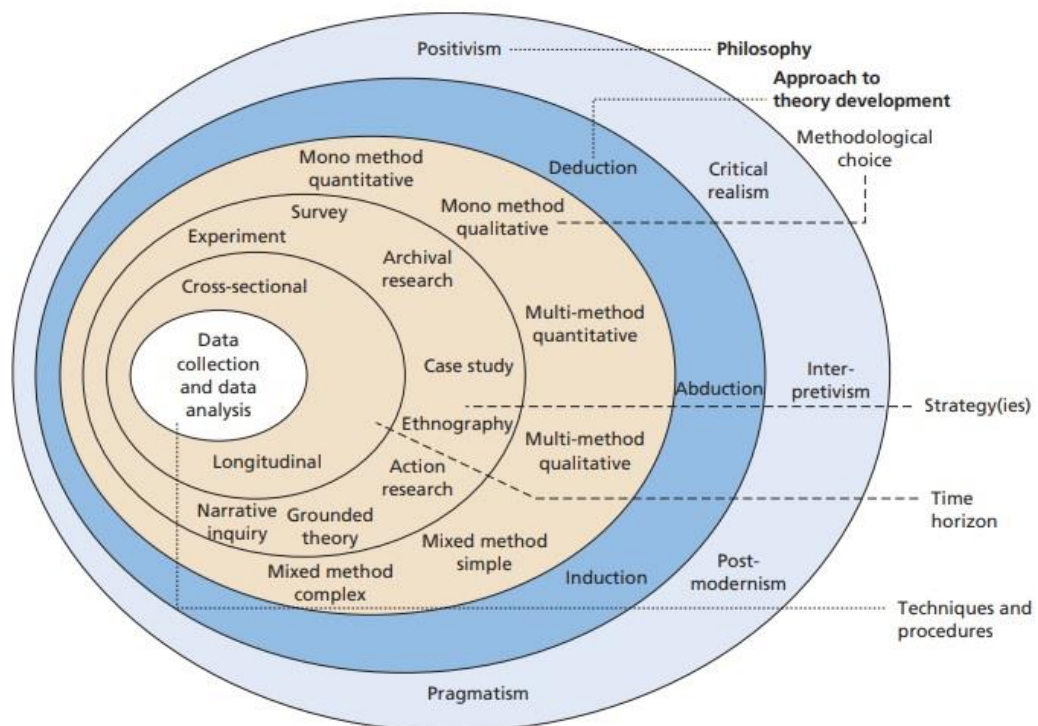 Positivism
Philosophy
Approach to
theory development
Methodological
choice
Mono method
quantitative
Deduction
Critical
realism
Survey
Mono method
qualitative
Experiment
Archival
research
Cross-sectional
Multi-method
quantitative
Data
collection
and data
analysis
Case study
Abduction
Inter-
pretivism
Strategy(ies)
Ethnography
Multi-method
qualitative
Longitudinal
Action
research
Time
horizon
Narrative
inquiry
Grounded
theory
Mixed method
simple
Mixed method
complex
Induction
Post-
modernism
Techniques and
procedures
Pragmatism